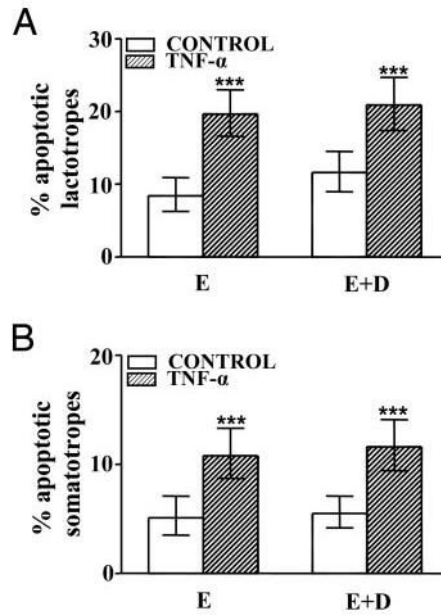 A
30
20
10
0
% apoptotic
lactotropes
CONTROL
TNF-α
***
***
E
E+D
B
20
10
0
% apoptotic
somatotropes
CONTROL
TNF-α
***
***
E
E+D